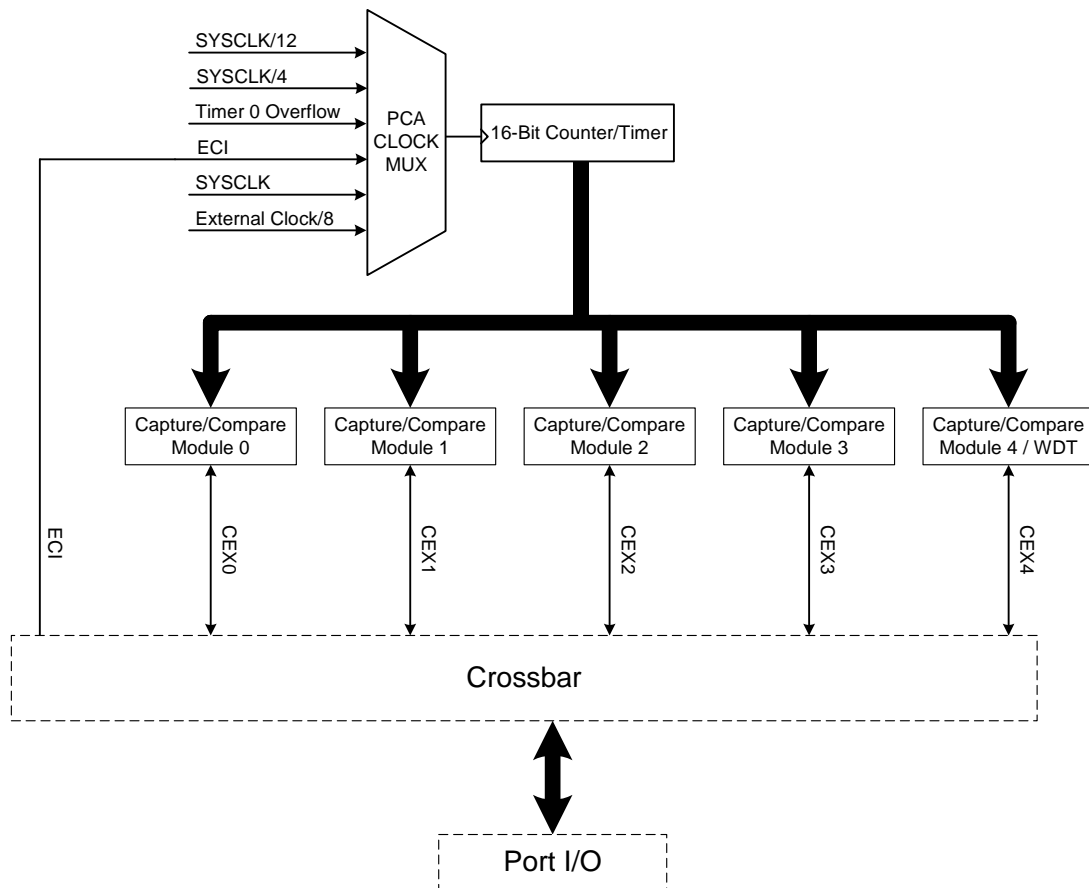 SYSCLK/12
SYSCLK/4
Timer 0 Overflow
ECI
SYSCLK
External Clock/8
PCA
CLOCK
MUX
16-Bit Counter/Timer
Capture/Compare
Module 0
Capture/Compare
Module 1
Capture/Compare
Module 2
Capture/Compare
Module 3
Capture/Compare
Module 4 / WDT
ECI
CEX0
CEX1
CEX2
CEX3
CEX4
Crossbar
Port I/O